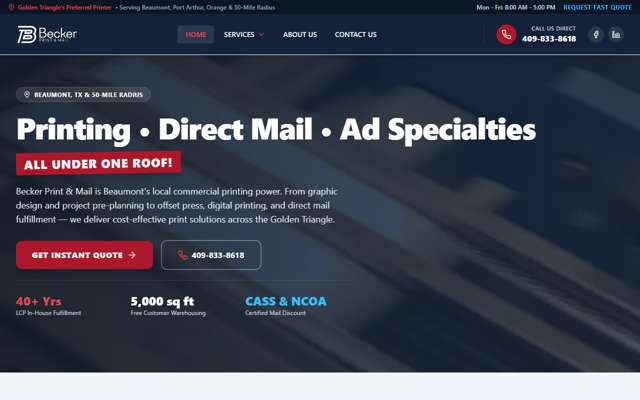 Golden Triangle's Preferred Printer • Serving Beaumont, Port Arthur, Orange & 50-Mile Radius
Mon - Fri: 8:00 AM - 5:00 PM
REQUEST FAST QUOTE
Becker
PRINT & MAIL
HOME
SERVICES
ABOUT US
CONTACT US
CALL US DIRECT
409-833-8618
BEAUMONT, TX & 50-MILE RADIUS
Printing • Direct Mail • Ad Specialties
ALL UNDER ONE ROOF!
Becker Print & Mail is Beaumont's local commercial printing power. From graphic
design and project pre-planning to offset press, digital printing, and direct mail
fulfillment — we deliver cost-effective print solutions across the Golden Triangle.
GET INSTANT QUOTE
409-833-8618
40+ Yrs
LCP In-House Fulfillment
5,000 sq ft
Free Customer Warehousing
CASS & NCOA
Certified Mail Discount